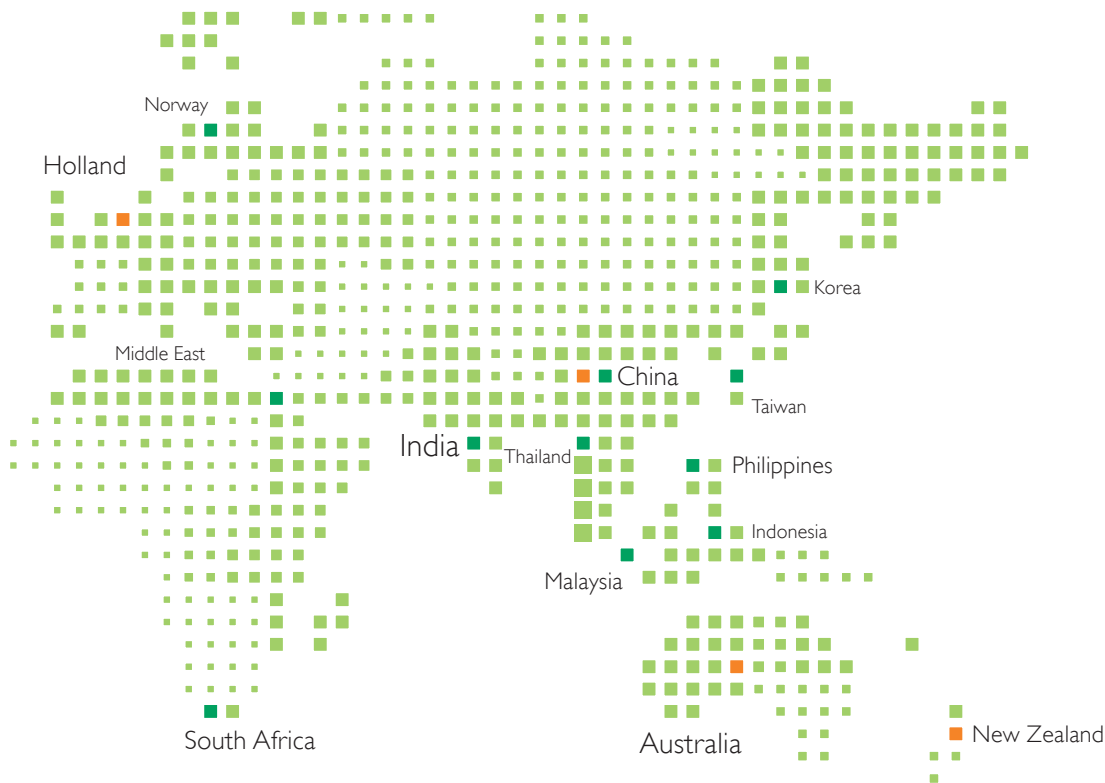 Norway
Holland
Korea
Middle East
China
Taiwan
India
Thailand
Philippines
Indonesia
Malaysia
South Africa
Australia
New Zealand